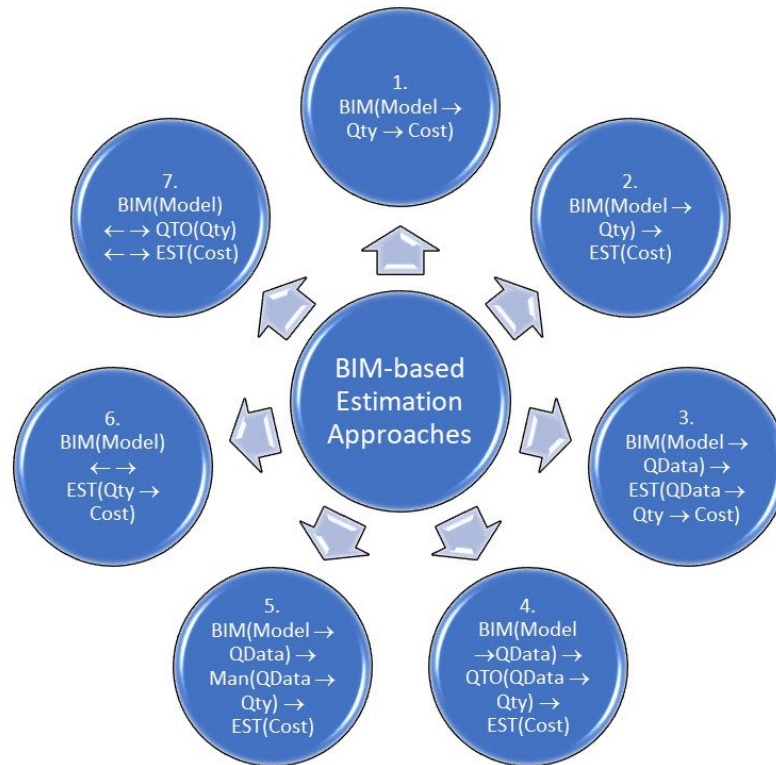 1.
BIM(Model →
Qty → Cost)
2.
BIM(Model →
Qty) →
EST(Cost)
3.
BIM(Model →
QData) →
EST(QData →
Qty → Cost)
4.
BIM(Model
→QData) →
QTO(QData →
Qty) →
EST(Cost)
5.
BIM(Model →
QData) →
Man(QData →
Qty) →
EST(Cost)
6.
BIM(Model)
← →
EST(Qty →
Cost)
7.
BIM(Model)
← → QTO(Qty)
← → EST(Cost)
BIM-based
Estimation
Approaches